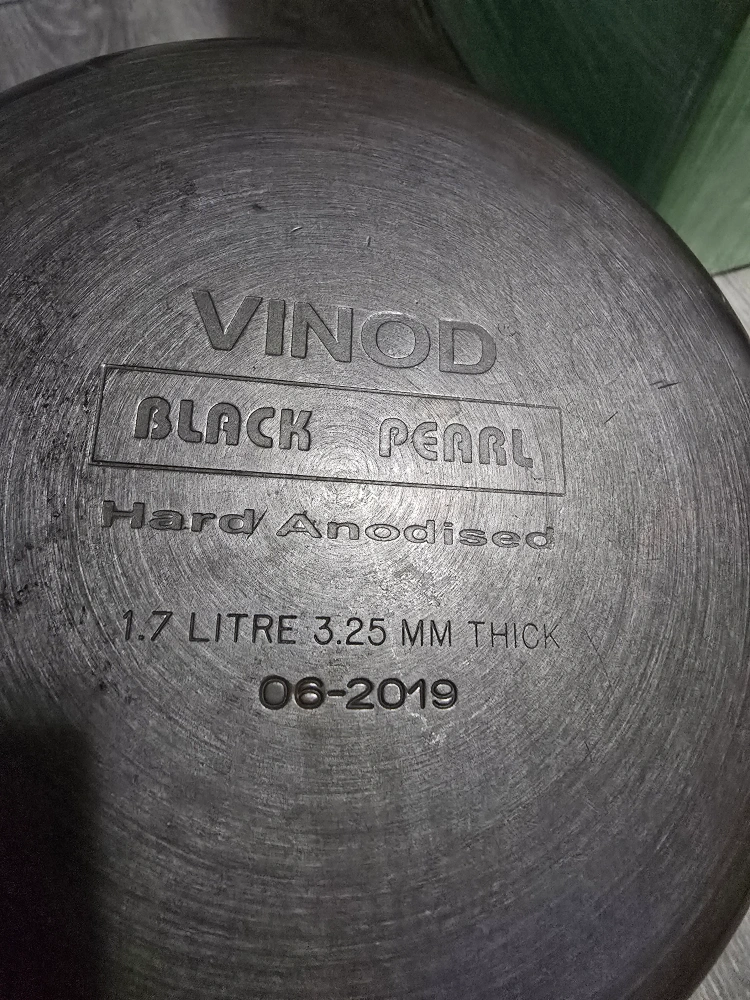 VINOD
BLACK PEARL
Hard Anodised
1.7 LITRE 3.25 MM THICK
06-2019